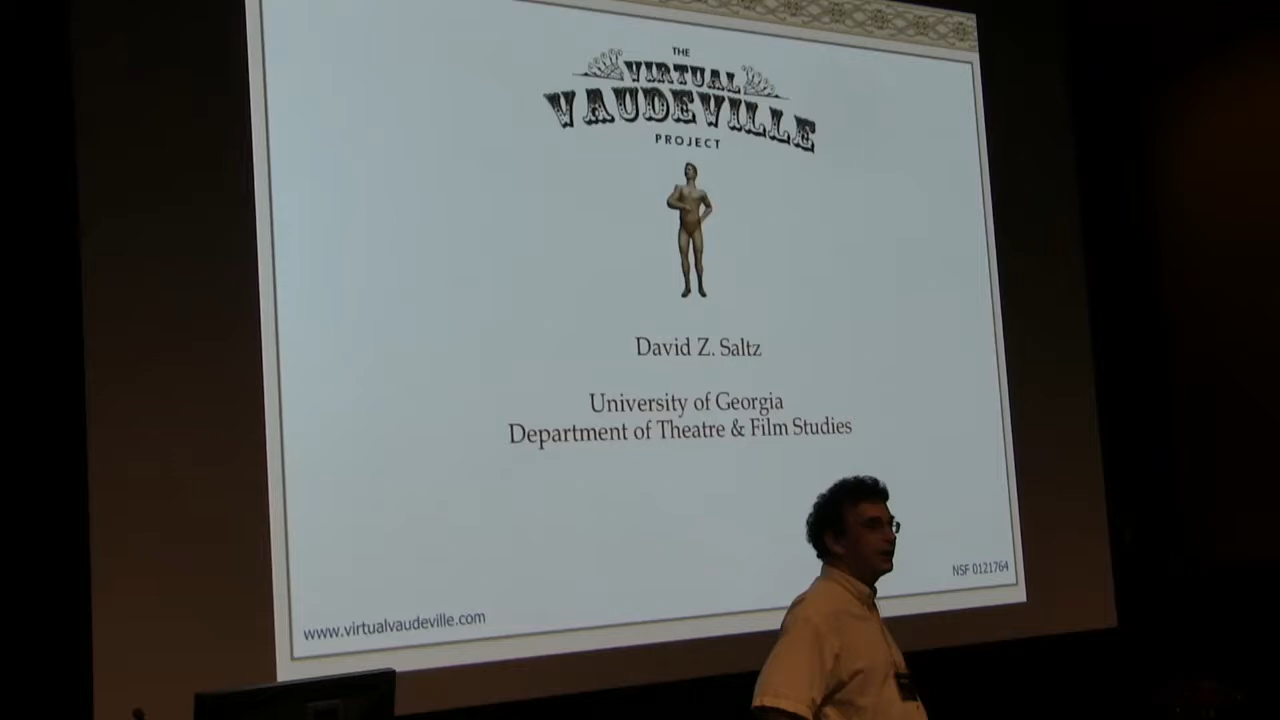 THE
VIRTUAL
VAUDEVILLE
PROJECT
David Z. Saltz
University of Georgia
Department of Theatre & Film Studies
NSF 0121764
www.virtualvaudeville.com